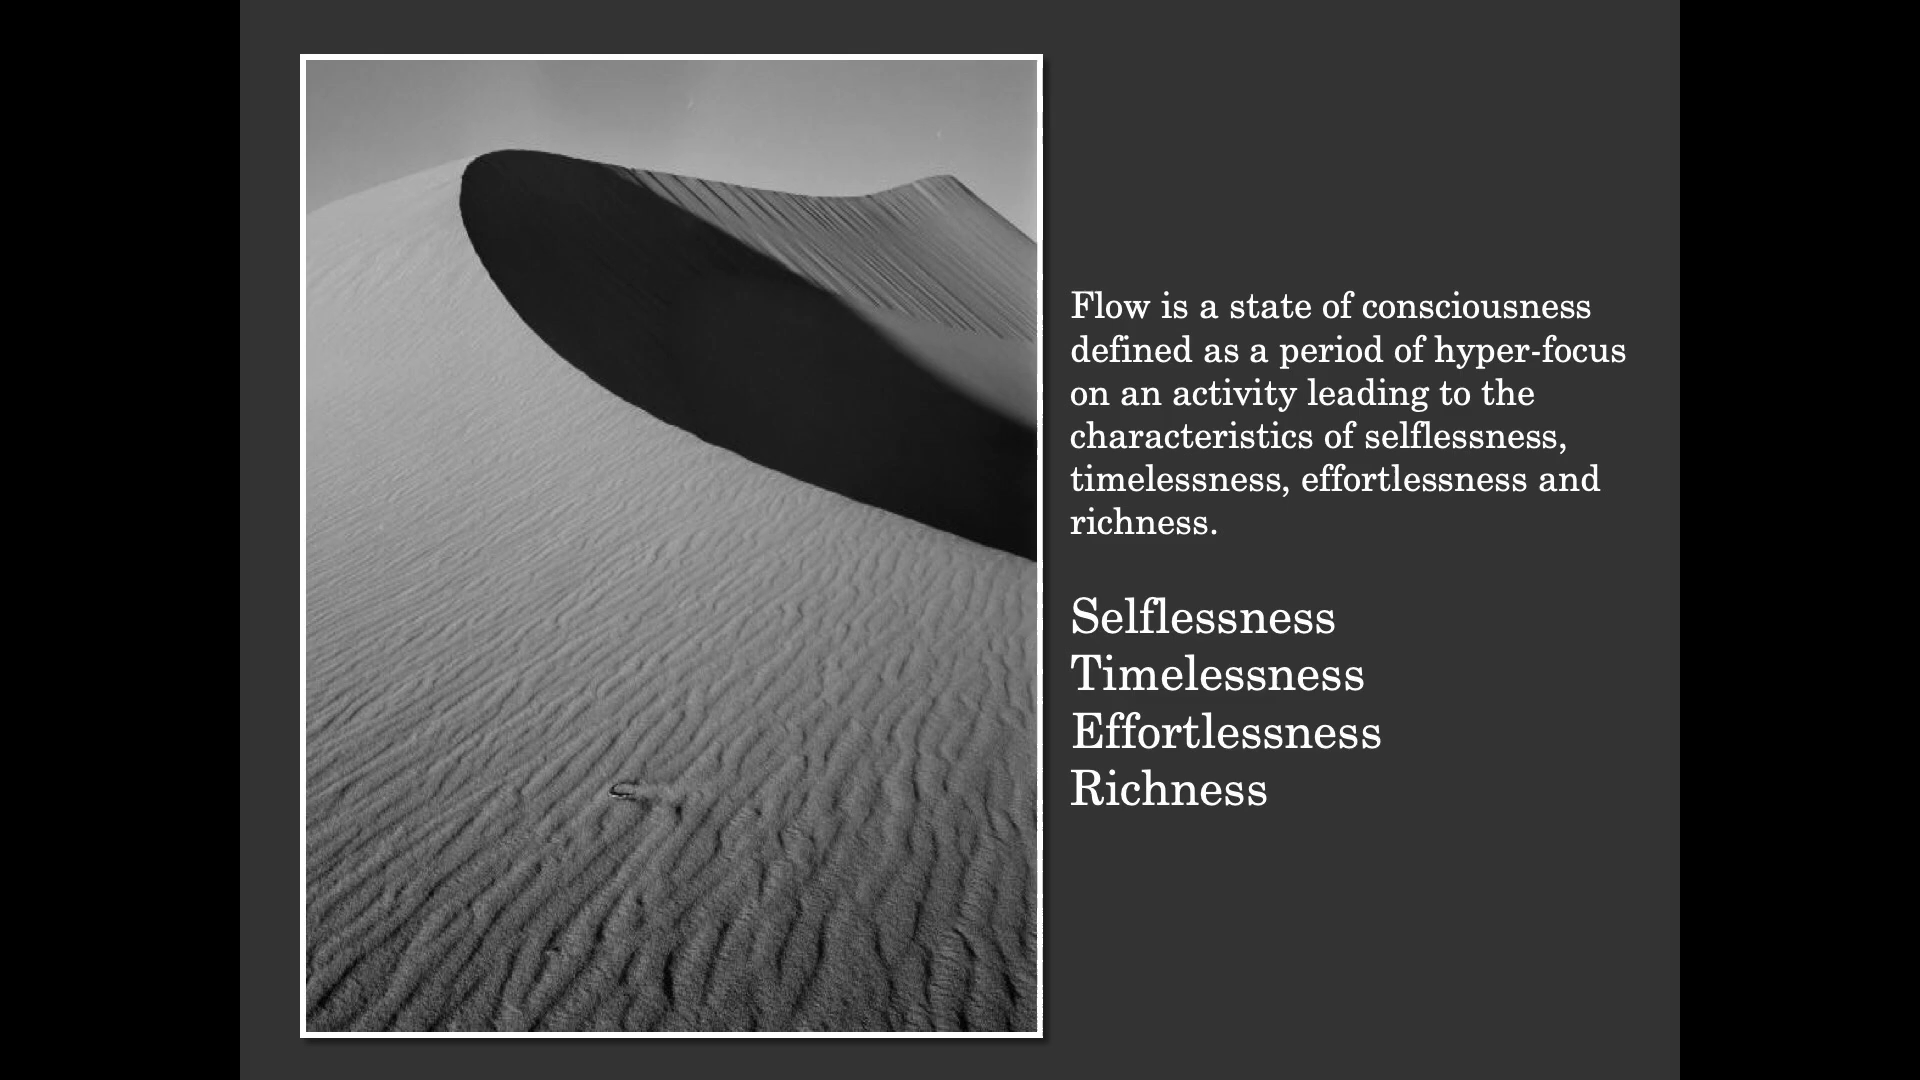 Flow is a state of consciousness
defined as a period of hyper-focus
on an activity leading to the
characteristics of selflessness,
timelessness, effortlessness and
richness.
Selflessness
Timelessness
Effortlessness
Richness